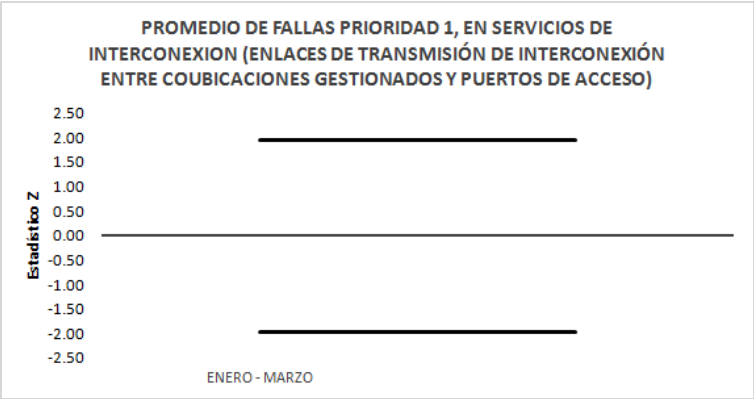 PROMEDIO DE FALLAS PRIORIDAD 1, EN SERVICIOS DE
INTERCONEXION (ENLACES DE TRANSMISIÓN DE INTERCONEXIÓN
ENTRE COUBICACIONES GESTIONADOS Y PUERTOS DE ACCESO)
2.50
2.00
1.50
1.00
0.50
0.00
-0.50
-1.00
-1.50
-2.00
-2.50
Estadístico Z
ENERO - MARZO